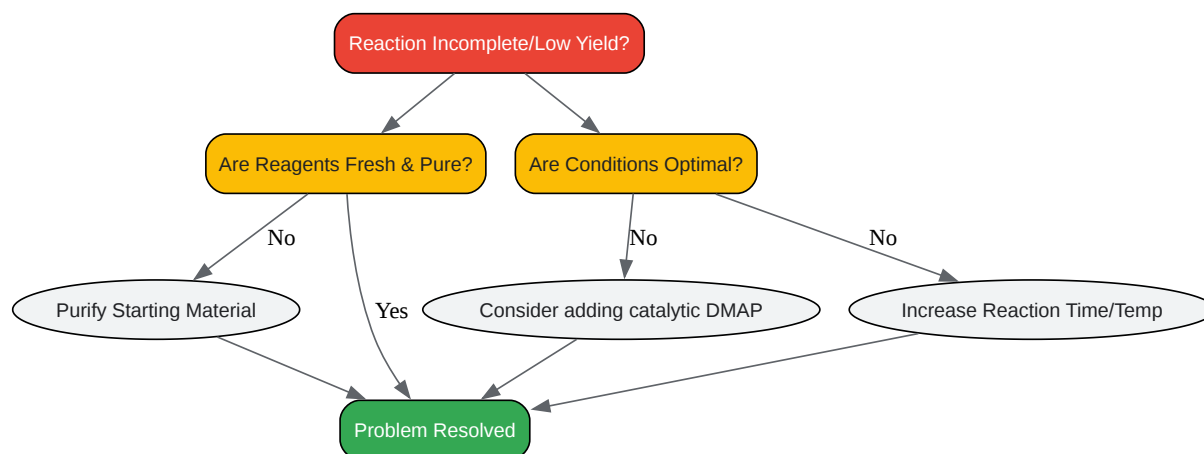 Reaction Incomplete/Low Yield?
Are Reagents Fresh & Pure?
Are Conditions Optimal?
No
No
No
Purify Starting Material
Yes
Consider adding catalytic DMAP
Increase Reaction Time/Temp
Problem Resolved